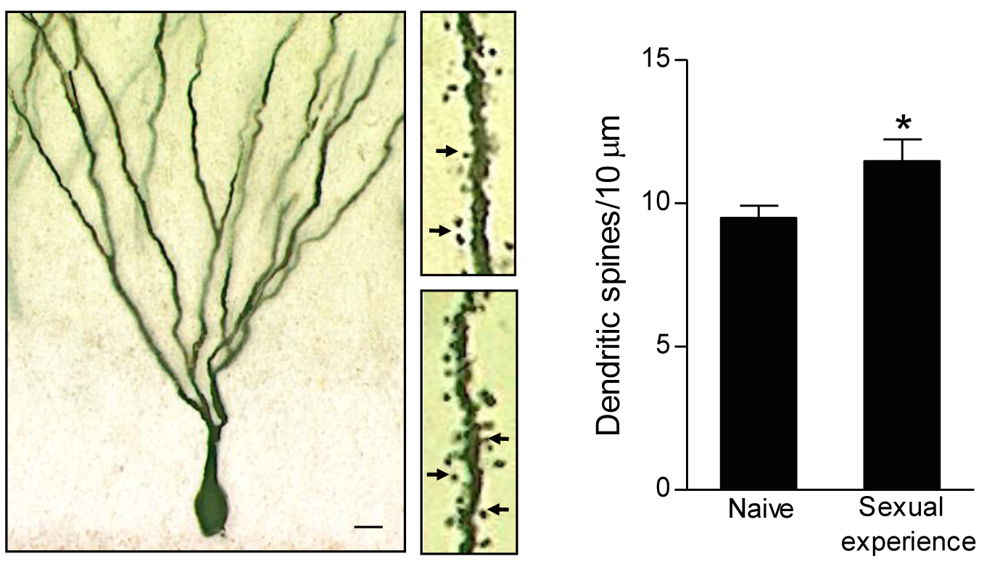 15
10
5
0
Dendritic spines/10 µm
*
Naive
Sexual
experience